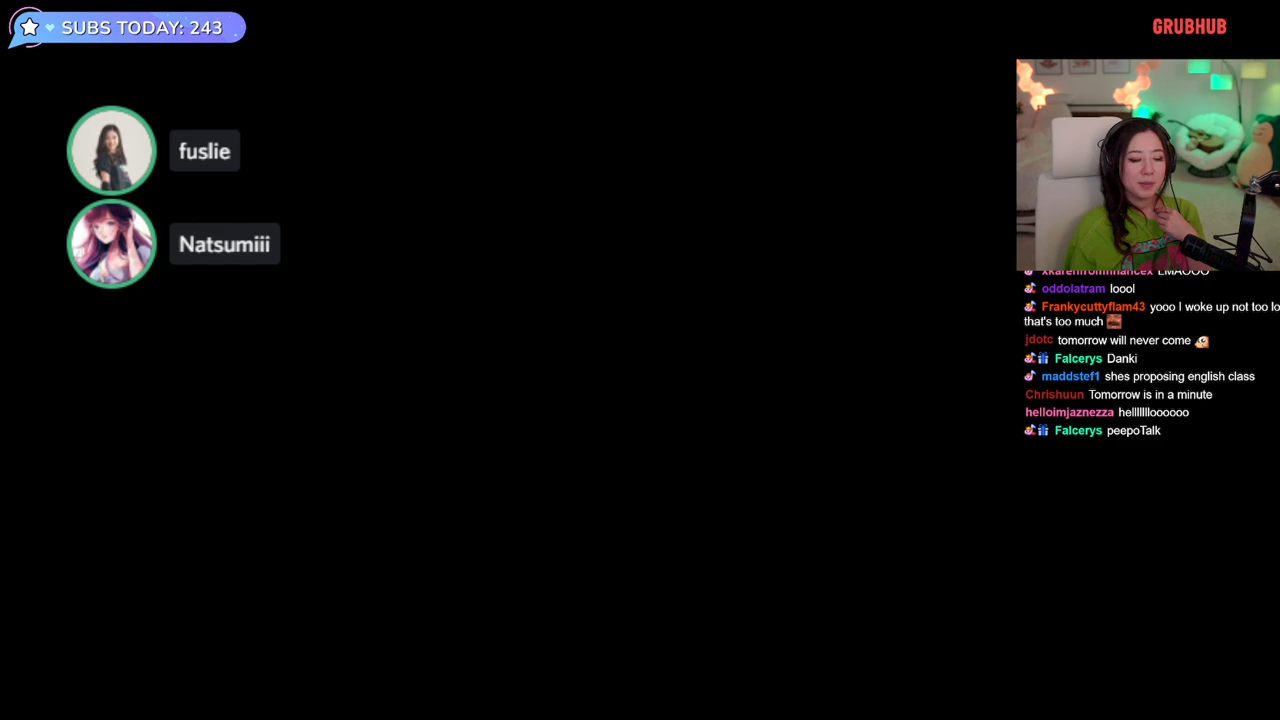 SUBS TODAY: 243
GRUBHUB
fuslie
Natsumiii
LMAOOO
oddolatram loool
Frankycuttyflam43 yooo I woke up not too lo
that's too much
jdotc tomorrow will never come
Falcerys Danki
maddstef1 shes proposing english class
Chrishuun Tomorrow is in a minute
helloimjaznezza hellllllloooooo
Falcerys peepoTalk